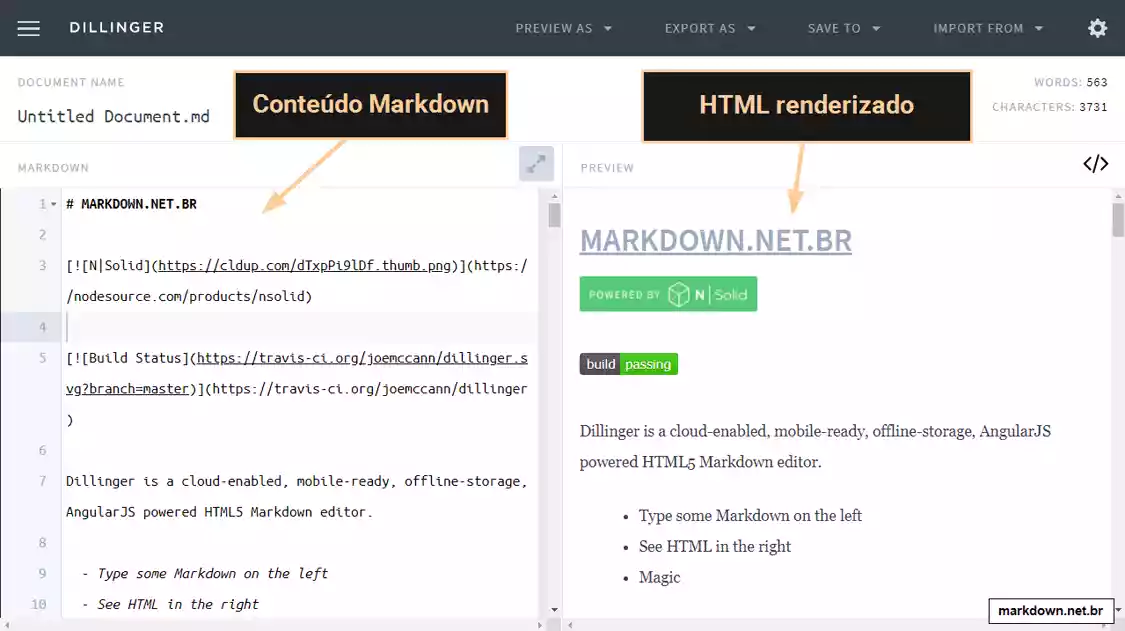 DILLINGER
PREVIEW AS
EXPORT AS
SAVE TO
IMPORT FROM
DOCUMENT NAME
Untitled Document.md
Conteúdo Markdown
HTML renderizado
WORDS: 563
CHARACTERS: 3731
MARKDOWN
1 # MARKDOWN.NET.BR
2
3 [![N|Solid](https://cldup.com/dTxpPi9lDf.thumb.png)](https:/
/nodesource.com/products/nsolid)
4
5 [![Build Status](https://travis-ci.org/joemccann/dillinger.s
vg?branch=master)](https://travis-ci.org/joemccann/dillinger
)
6
7 Dillinger is a cloud-enabled, mobile-ready, offline-storage,
AngularJS powered HTML5 Markdown editor.
8
9 - Type some Markdown on the left
10 - See HTML in the right
PREVIEW
</>
MARKDOWN.NET.BR
POWERED BY N|Solid
build passing
Dillinger is a cloud-enabled, mobile-ready, offline-storage, AngularJS
powered HTML5 Markdown editor.
• Type some Markdown on the left
• See HTML in the right
• Magic
markdown.net.br